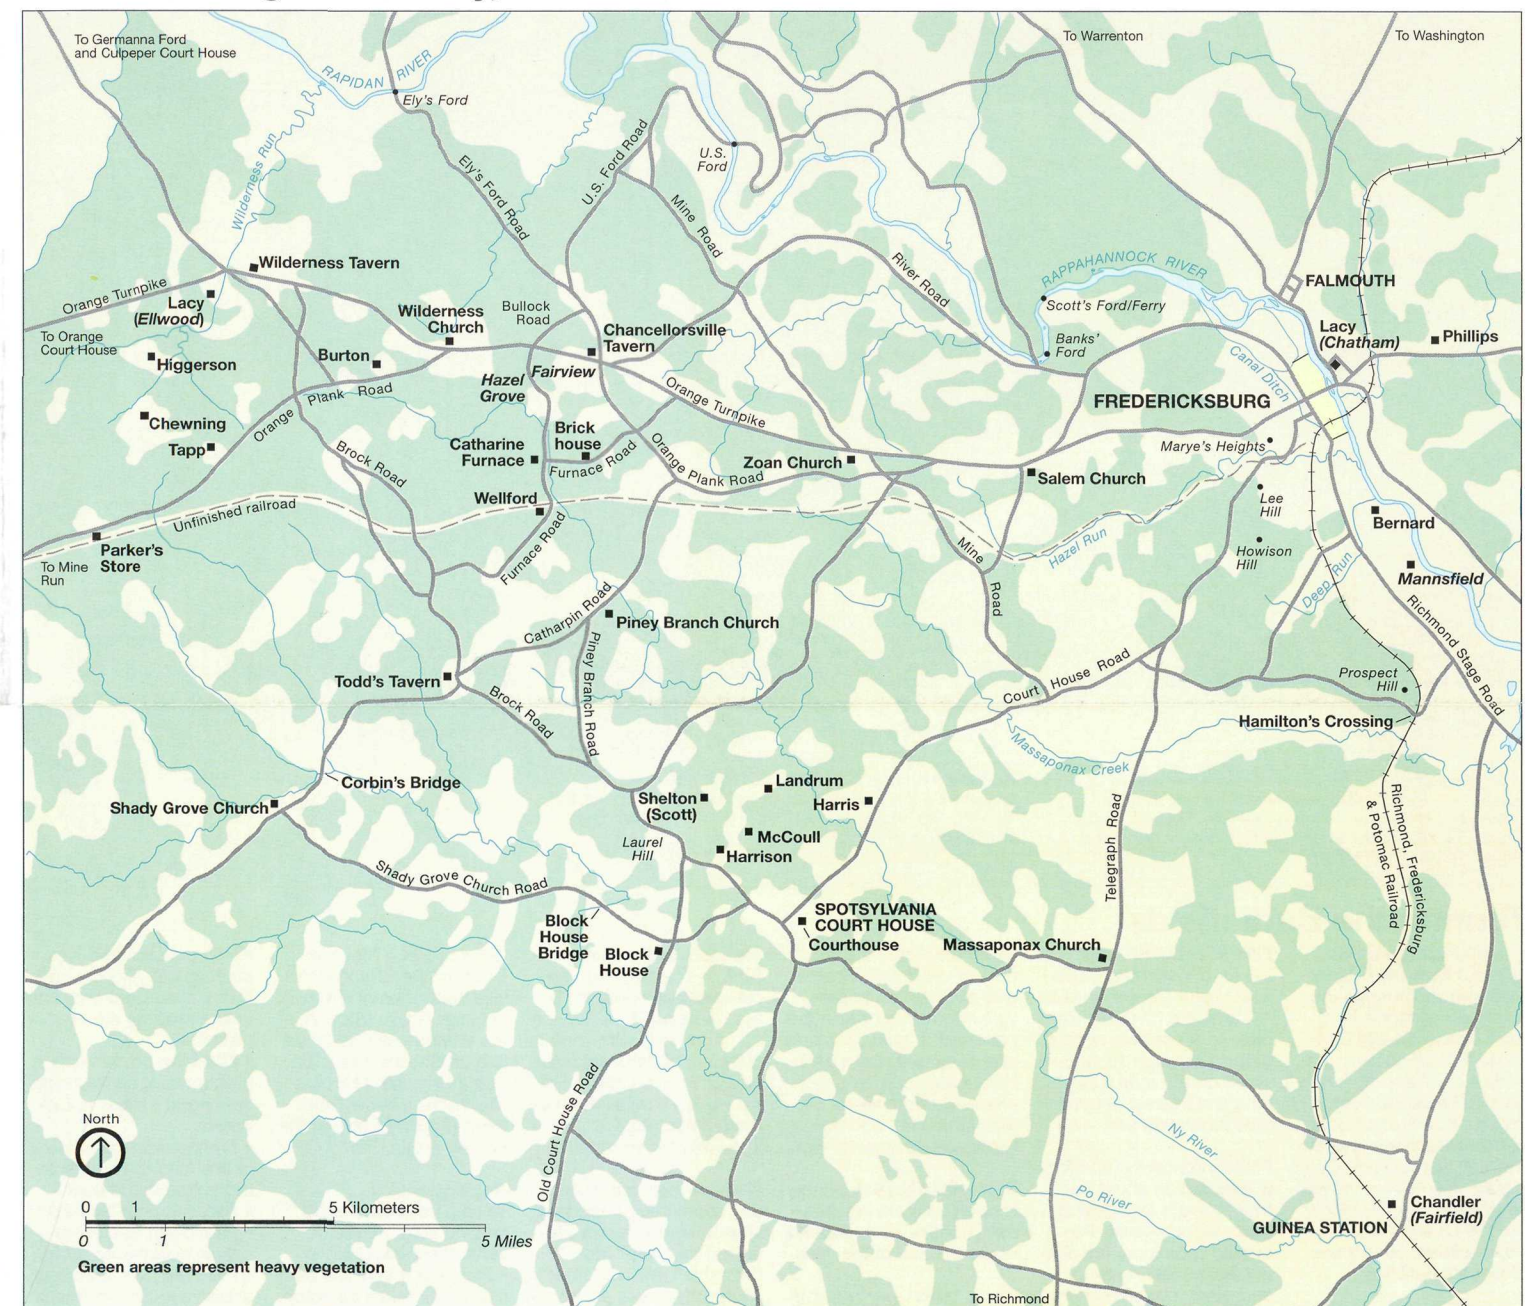 To Germanna Ford
and Culpeper Court House
RAPIDAN RIVER
Ely's Ford
To Warrenton
To Washington
Wilderness Run
Ely's Ford Road
U.S. Ford Road
U.S.
Ford
Mine Road
River Road
RAPPAHANNOCK RIVER
FALMOUTH
Scott's Ford/Ferry
Banks'
Ford
Wilderness Tavern
Orange Turnpike
Lacy
(Ellwood)
To Orange
Court House
Higgerson
Burton
Wilderness
Church
Bullock
Road
Chancellorsville
Tavern
Fairview
Hazel
Grove
Lacy
(Chatham)
Phillips
Canal Ditch
FREDERICKSBURG
Orange Turnpike
Orange Plank Road
Chewning
Tapp
Brock Road
Catharine
Furnace
Brick
house
Furnace Road
Orange Plank Road
Zoan Church
Marye's Heights
Salem Church
Lee
Hill
Howison
Hill
Bernard
Mannsfield
Wellford
Unfinished railroad
Parker's
Store
To Mine
Run
Furnace Road
Mine Road
Hazel Run
Deep Run
Richmond Stage Road
Catharpin Road
Piney Branch Church
Piney Branch Road
Todd's Tavern
Brock Road
Court House Road
Prospect
Hill
Hamilton's Crossing
Massaponax Creek
Corbin's Bridge
Shady Grove Church
Shelton
(Scott)
Landrum
Harris
McCoull
Harrison
Laurel
Hill
Telegraph Road
Richmond, Fredericksburg
& Potomac Railroad
Shady Grove Church Road
Block
House
Bridge
Block
House
SPOTSYLVANIA
COURT HOUSE
Courthouse
Massaponax Church
Old Court House Road
North
0 1 5 Kilometers
0 1 5 Miles
Green areas represent heavy vegetation
Ny River
Po River
Chandler
(Fairfield)
GUINEA STATION
To Richmond